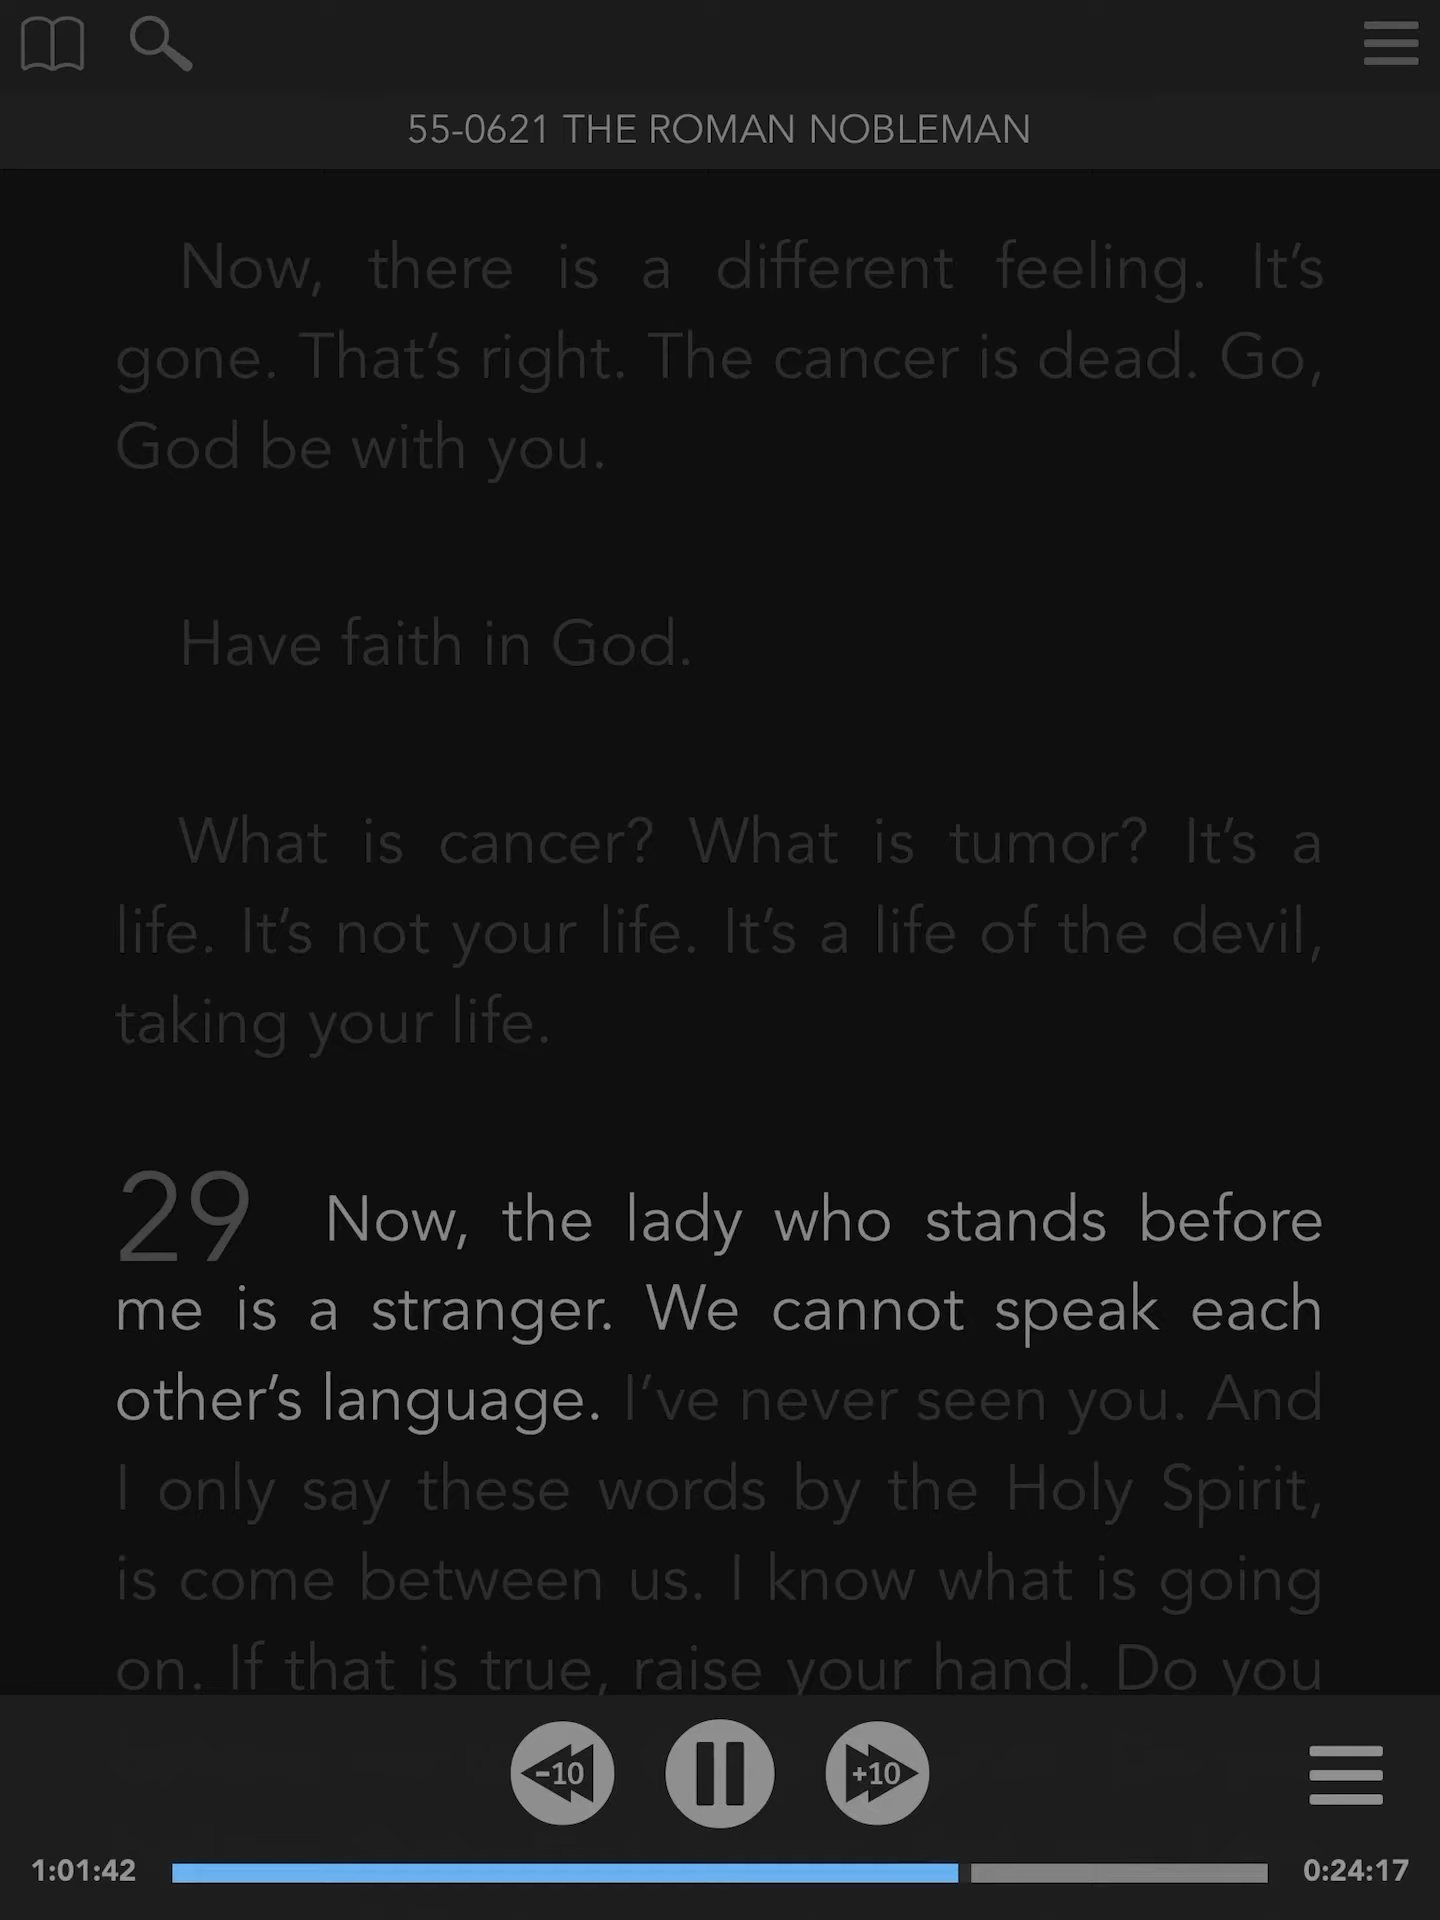 55-0621 THE ROMAN NOBLEMAN
Now, there is a different feeling. It’s
gone. That’s right. The cancer is dead. Go,
God be with you.
Have faith in God.
What is cancer? What is tumor? It’s a
life. It’s not your life. It’s a life of the devil,
taking your life.
29 Now, the lady who stands before
me is a stranger. We cannot speak each
other’s language. I’ve never seen you. And
I only say these words by the Holy Spirit,
is come between us. I know what is going
on. If that is true, raise your hand. Do you
-10 +10
1:01:42 0:24:17